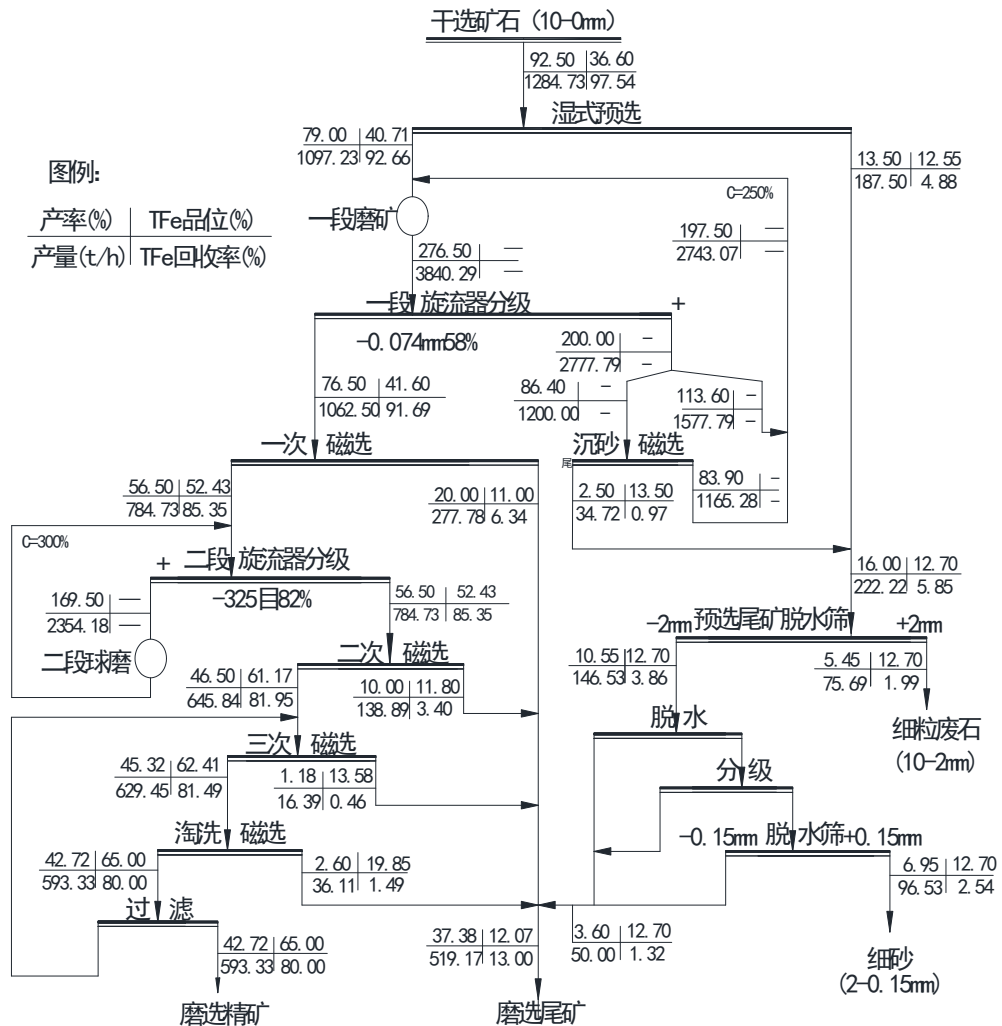 干选矿石（10-0mm）
92.50 36.60
1284.73 97.54
湿式预选
79.00 40.71
1097.23 92.66
13.50 12.55
187.50 4.88
图例:
产率(%) TFe品位(%)
产量(t/h) TFe回收率(%)
C=250%
一段磨矿
197.50 —
2743.07 —
276.50 —
3840.29 —
一段 旋流器分级
+
-0.074mm58%
200.00 -
2777.79 -
76.50 41.60
1062.50 91.69
86.40 -
1200.00 -
113.60 -
1577.79 -
一次 磁选
沉砂 磁选
尾
56.50 52.43
784.73 85.35
20.00 11.00
277.78 6.34
2.50 13.50
34.72 0.97
83.90 -
1165.28 -
C=300%
+ 二段 旋流器分级
-325目82%
16.00 12.70
222.22 5.85
169.50 —
2354.18 —
56.50 52.43
784.73 85.35
-2mm 预选尾矿脱水筛 +2mm
二段球磨
二次 磁选
46.50 61.17
645.84 81.95
10.00 11.80
138.89 3.40
10.55 12.70
146.53 3.86
5.45 12.70
75.69 1.99
脱水
细粒废石
(10-2mm)
三次 磁选
45.32 62.41
629.45 81.49
1.18 13.58
16.39 0.46
分级
淘洗 磁选
-0.15mm 脱水筛+0.15mm
42.72 65.00
593.33 80.00
2.60 19.85
36.11 1.49
6.95 12.70
96.53 2.54
过 滤
42.72 65.00
593.33 80.00
37.38 12.07
519.17 13.00
3.60 12.70
50.00 1.32
细砂
(2-0.15mm)
磨选精矿
磨选尾矿